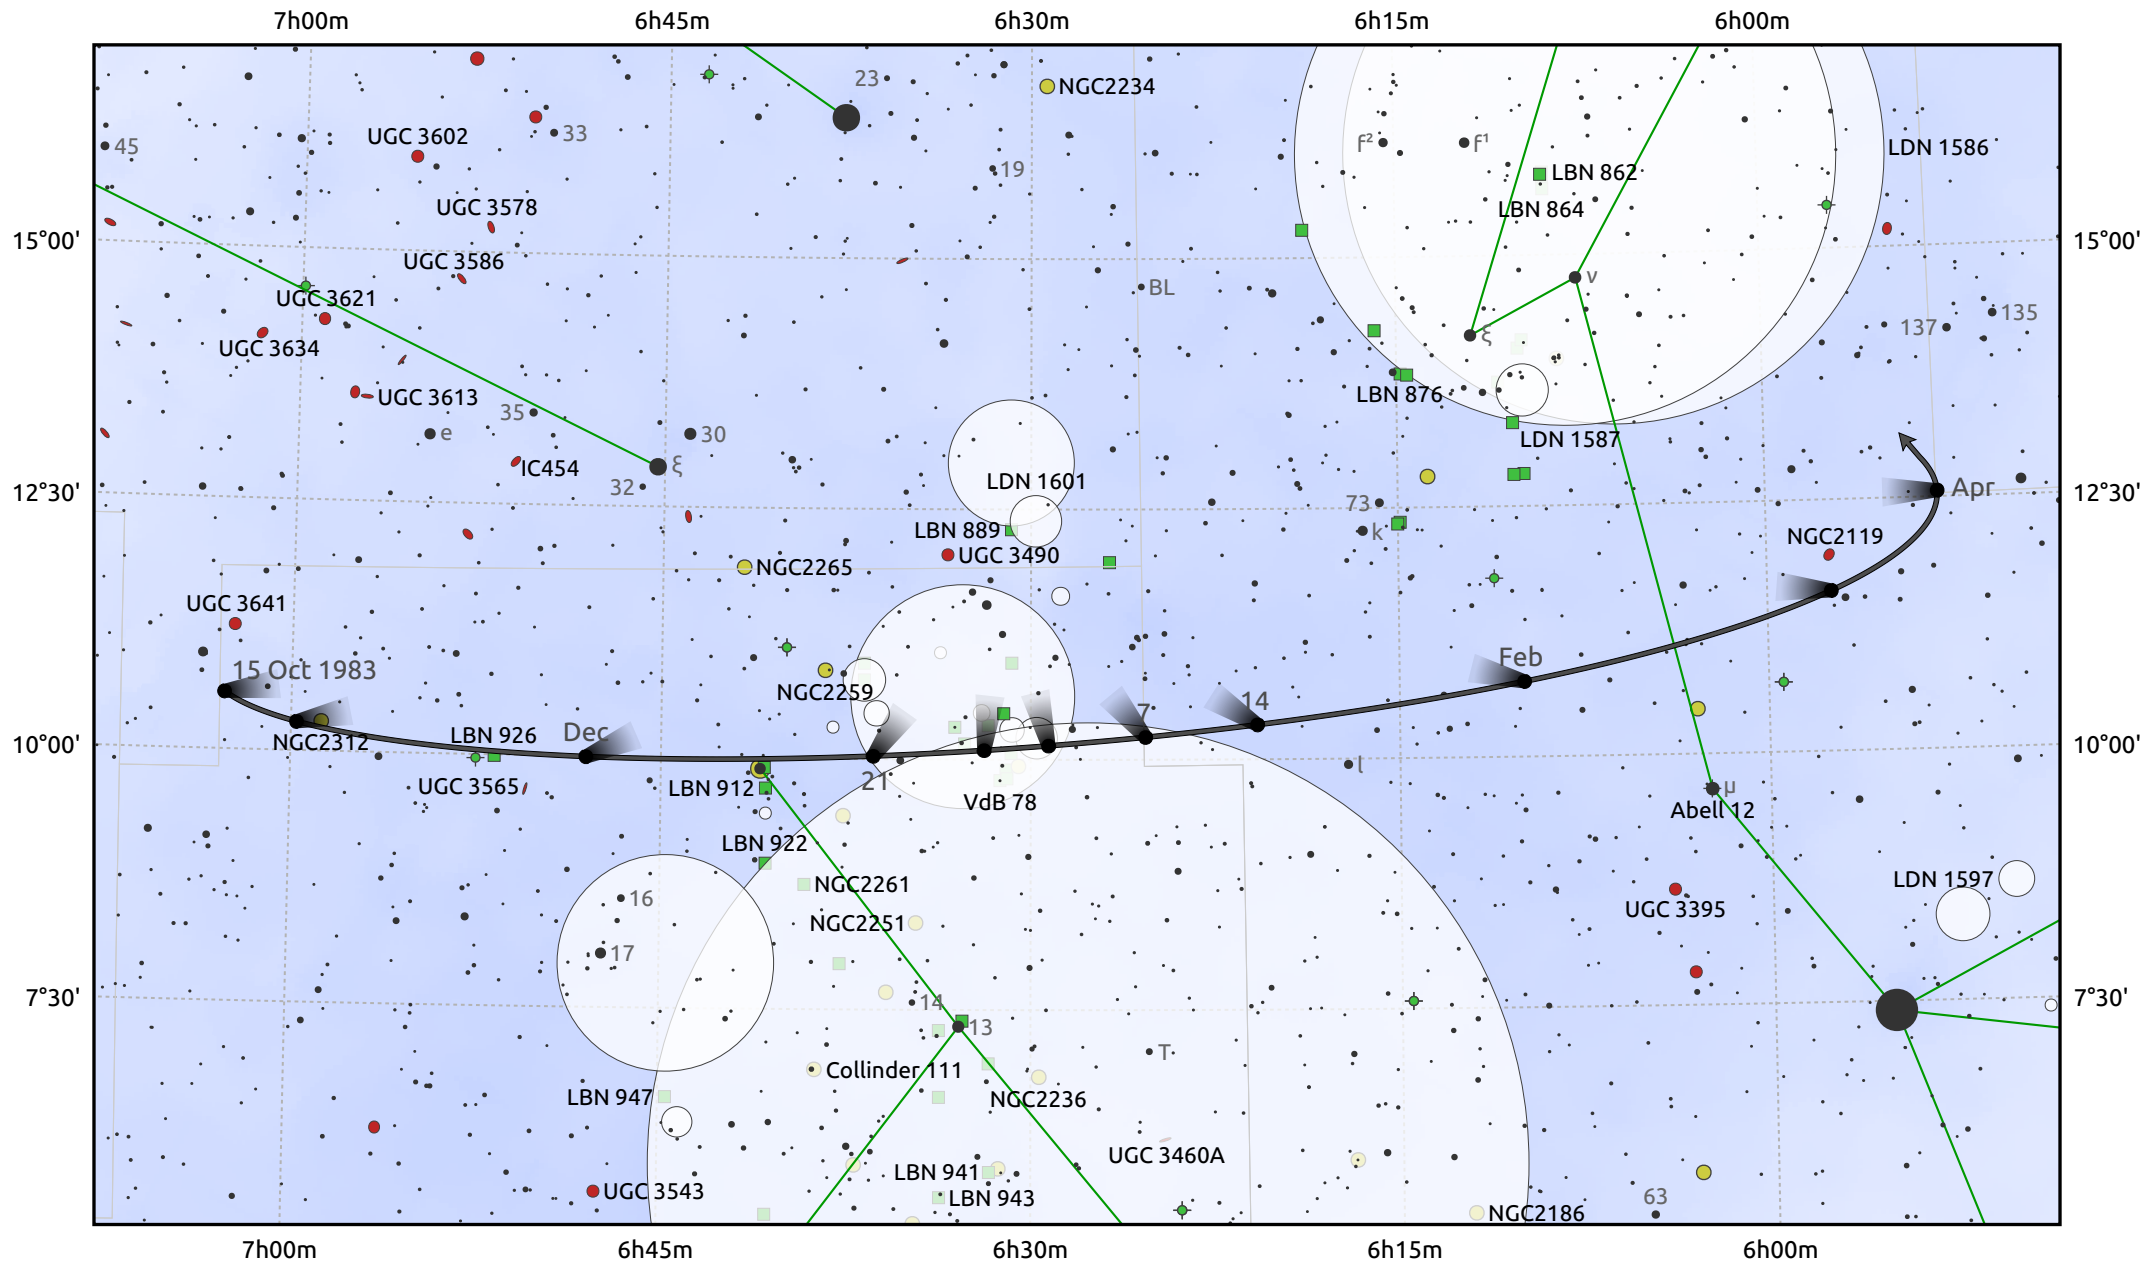 7h00m 6h45m 6h30m 6h15m 6h00m
23
NGC2234
UGC 3602
33
45
f² f¹
LDN 1586
19
LBN 862
UGC 3578
LBN 864
15°00' 15°00'
UGC 3586
ν
BL
UGC 3621
135
137
ξ
UGC 3634
UGC 3613
LBN 876
35
e
30
LDN 1587
ξ
IC454
LDN 1601
32
Apr
12°30' 12°30'
73
LBN 889
k
NGC2119
UGC 3490
NGC2265
UGC 3641
Feb
15 Oct 1983
NGC2259
14
7
Dec
LBN 926
NGC2312
10°00' 10°00'
l
21
UGC 3565
LBN 912
μ
VdB 78
Abell 12
LBN 922
LDN 1597
NGC2261
16
UGC 3395
NGC2251
17
7°30' 7°30'
14
13
T
Collinder 111
LBN 947
NGC2236
UGC 3460A
LBN 941
UGC 3543
LBN 943
63
NGC2186
7h00m 6h45m 6h30m 6h15m 6h00m